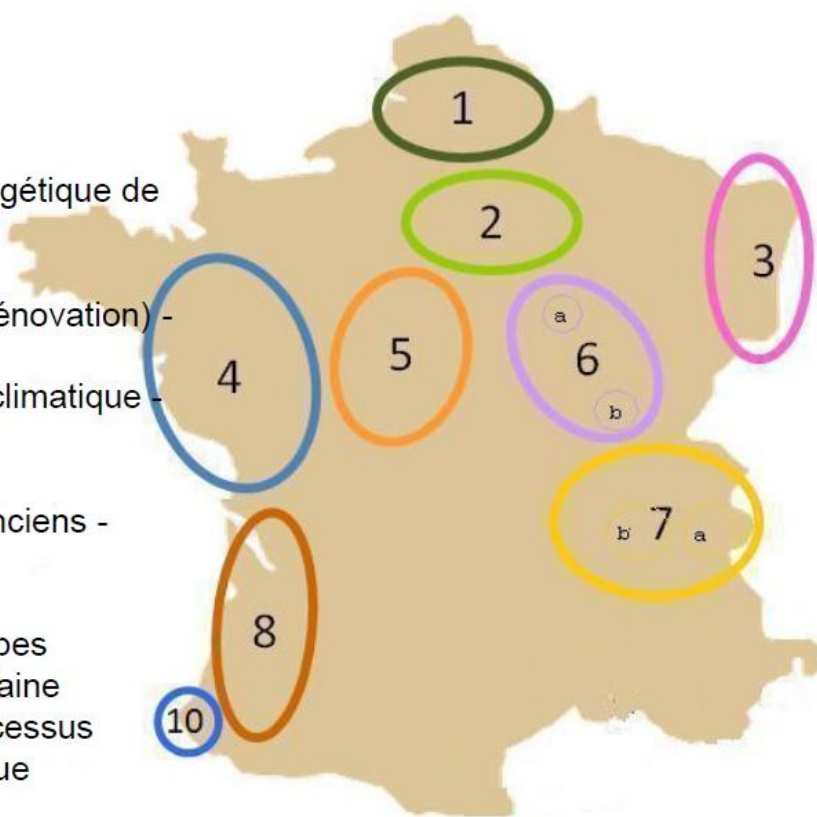 1
gétique de
2
3
a
énovation) -
5
6
4
climatique -
b
nciens -
7
b
a
pes
8
aine
10
cessus
ue